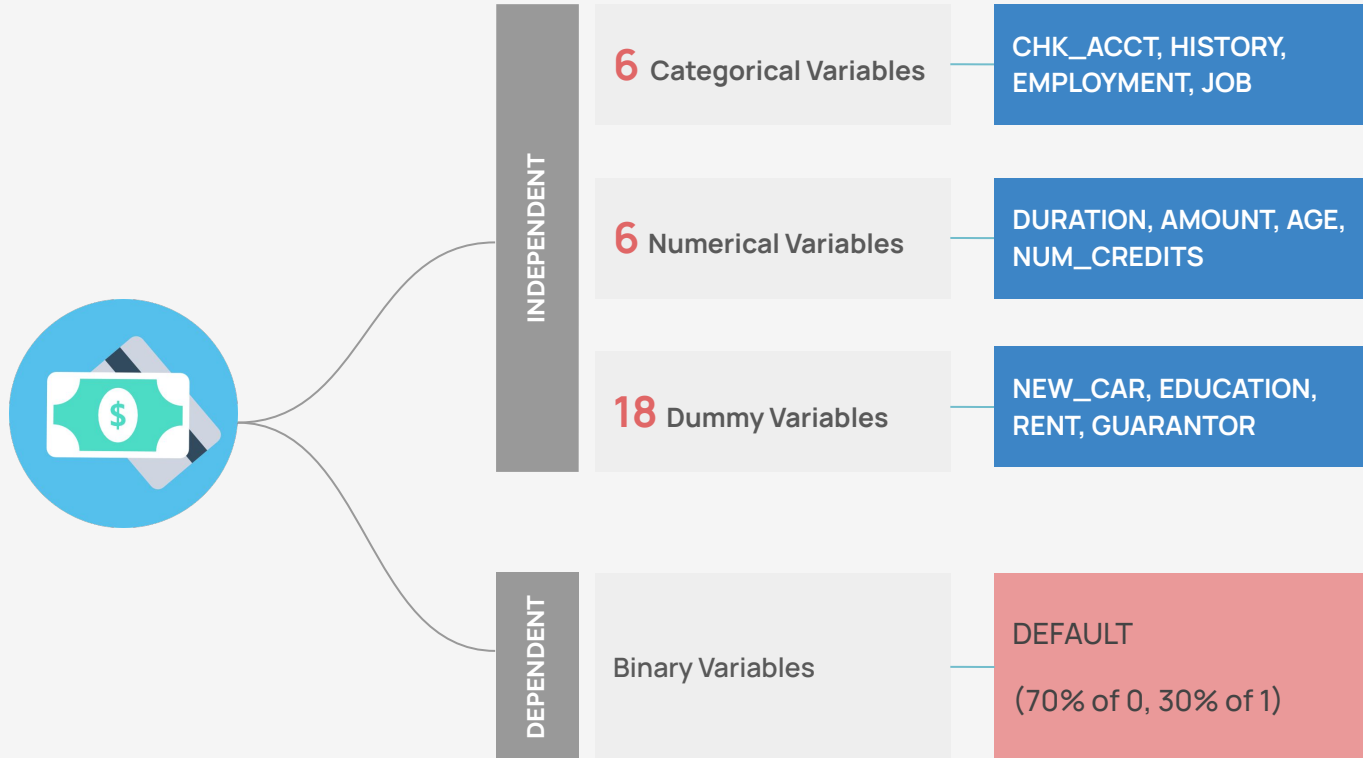 INDEPENDENT
6 Categorical Variables
CHK_ACCT, HISTORY,
EMPLOYMENT, JOB
6 Numerical Variables
DURATION, AMOUNT, AGE,
NUM_CREDITS
18 Dummy Variables
NEW_CAR, EDUCATION,
RENT, GUARANTOR
$
DEPENDENT
Binary Variables
DEFAULT
(70% of 0, 30% of 1)